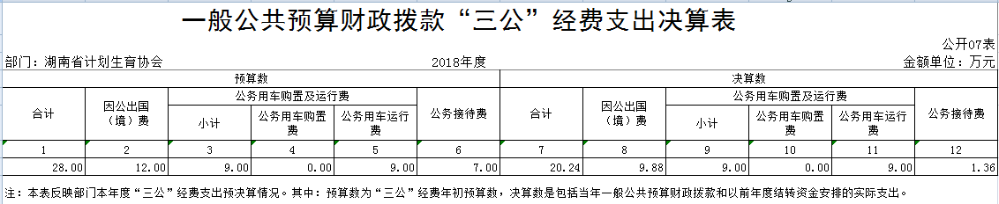 一般公共预算财政拨款“三公”经费支出决算表
公开07表
部门：湖南省计划生育协会 2018年度 金额单位：万元
预算数 决算数
合计 因公出国（境）费 公务用车购置及运行费 公务接待费 合计 因公出国（境）费 公务用车购置及运行费 公务接待费
小计 公务用车购置费 公务用车运行费 小计 公务用车购置费 公务用车运行费
1 2 3 4 5 6 7 8 9 10 11 12
28.00 12.00 9.00 0.00 9.00 7.00 20.24 9.88 9.00 0.00 9.00 1.36
注：本表反映部门本年度“三公”经费支出预决算情况。其中：预算数为“三公”经费年初预算数，决算数是包括当年一般公共预算财政拨款和以前年度结转资金安排的实际支出。